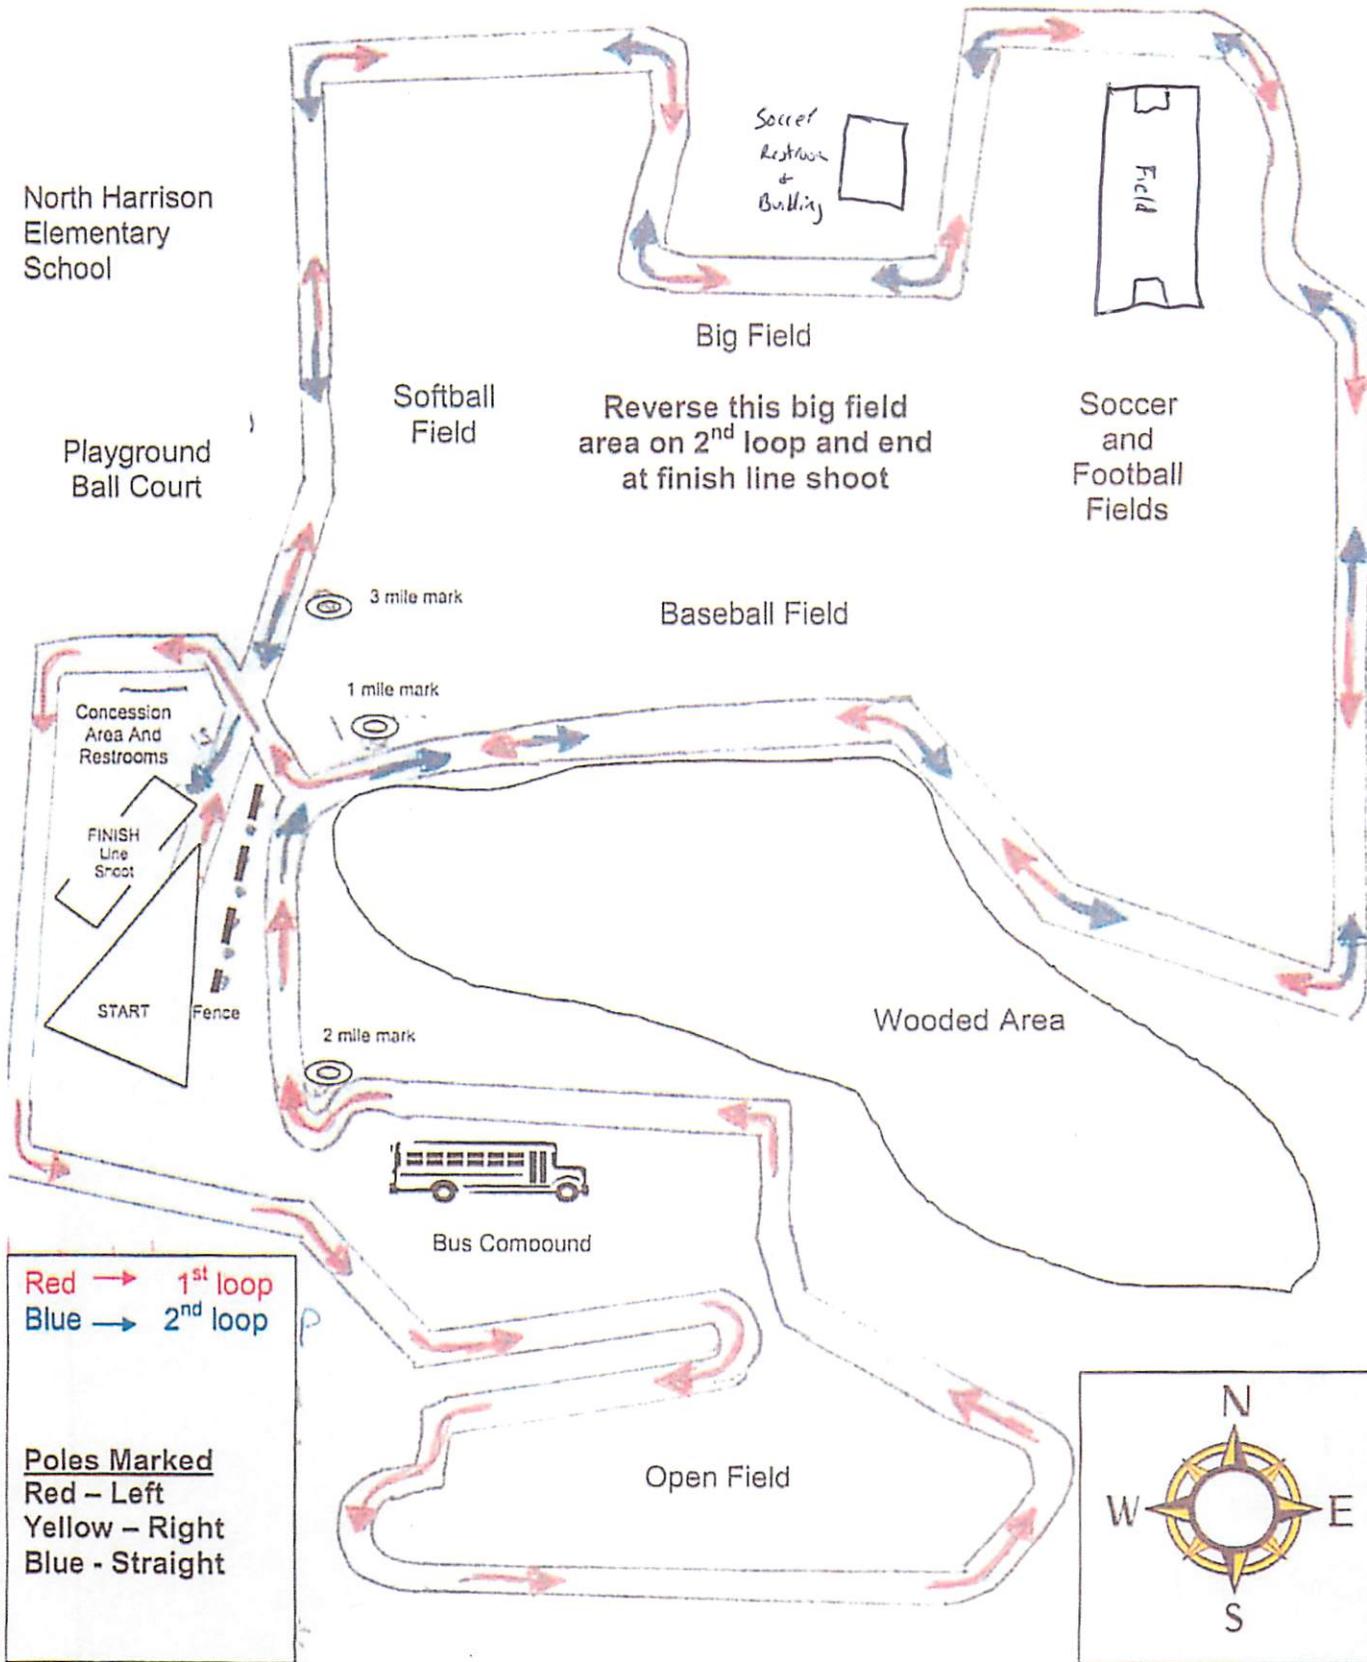 Soccer
Restroom
&
Building
Field
North Harrison
Elementary
School
Big Field
Softball
Field
Reverse this big field
area on 2nd loop and end
at finish line shoot
Soccer
and
Football
Fields
Playground
Ball Court
3 mile mark
Baseball Field
1 mile mark
Concession
Area And
Restrooms
FINISH
Line
Shoot
START
Fence
2 mile mark
Wooded Area
Bus Compound
Red → 1st loop
Blue → 2nd loop
P
Poles Marked
Red – Left
Yellow – Right
Blue - Straight
Open Field
N
W E
S